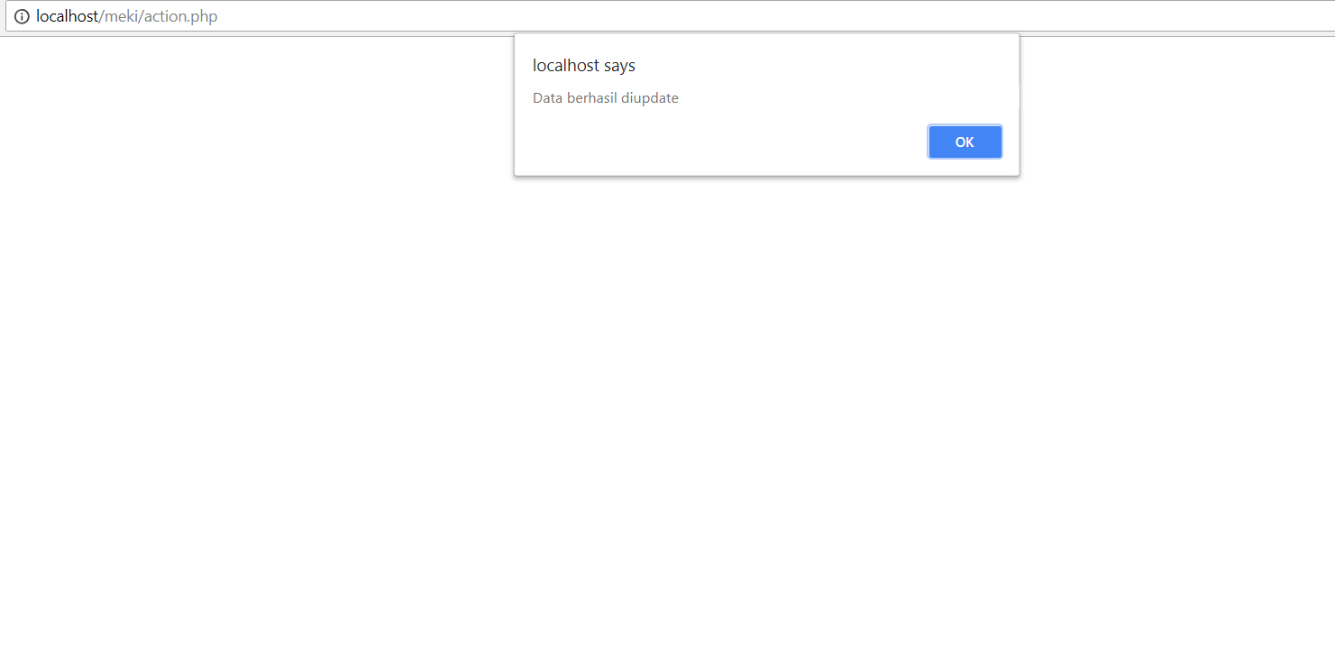 localhost/meki/action.php
localhost says
Data berhasil diupdate
OK